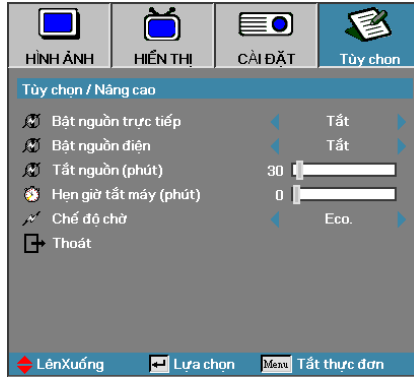 HÌNH ẢNH HIỂN THỊ CÀI ĐẶT Tùy chọn
Tùy chọn / Nâng cao
Bật nguồn trực tiếp Tắt
Bật nguồn điện Tắt
Tắt nguồn (phút) 30
Hẹn giờ tắt máy (phút) 0
Chế độ chờ Eco.
Thoát
LênXuống Lựa chọn Menu Tắt thực đơn